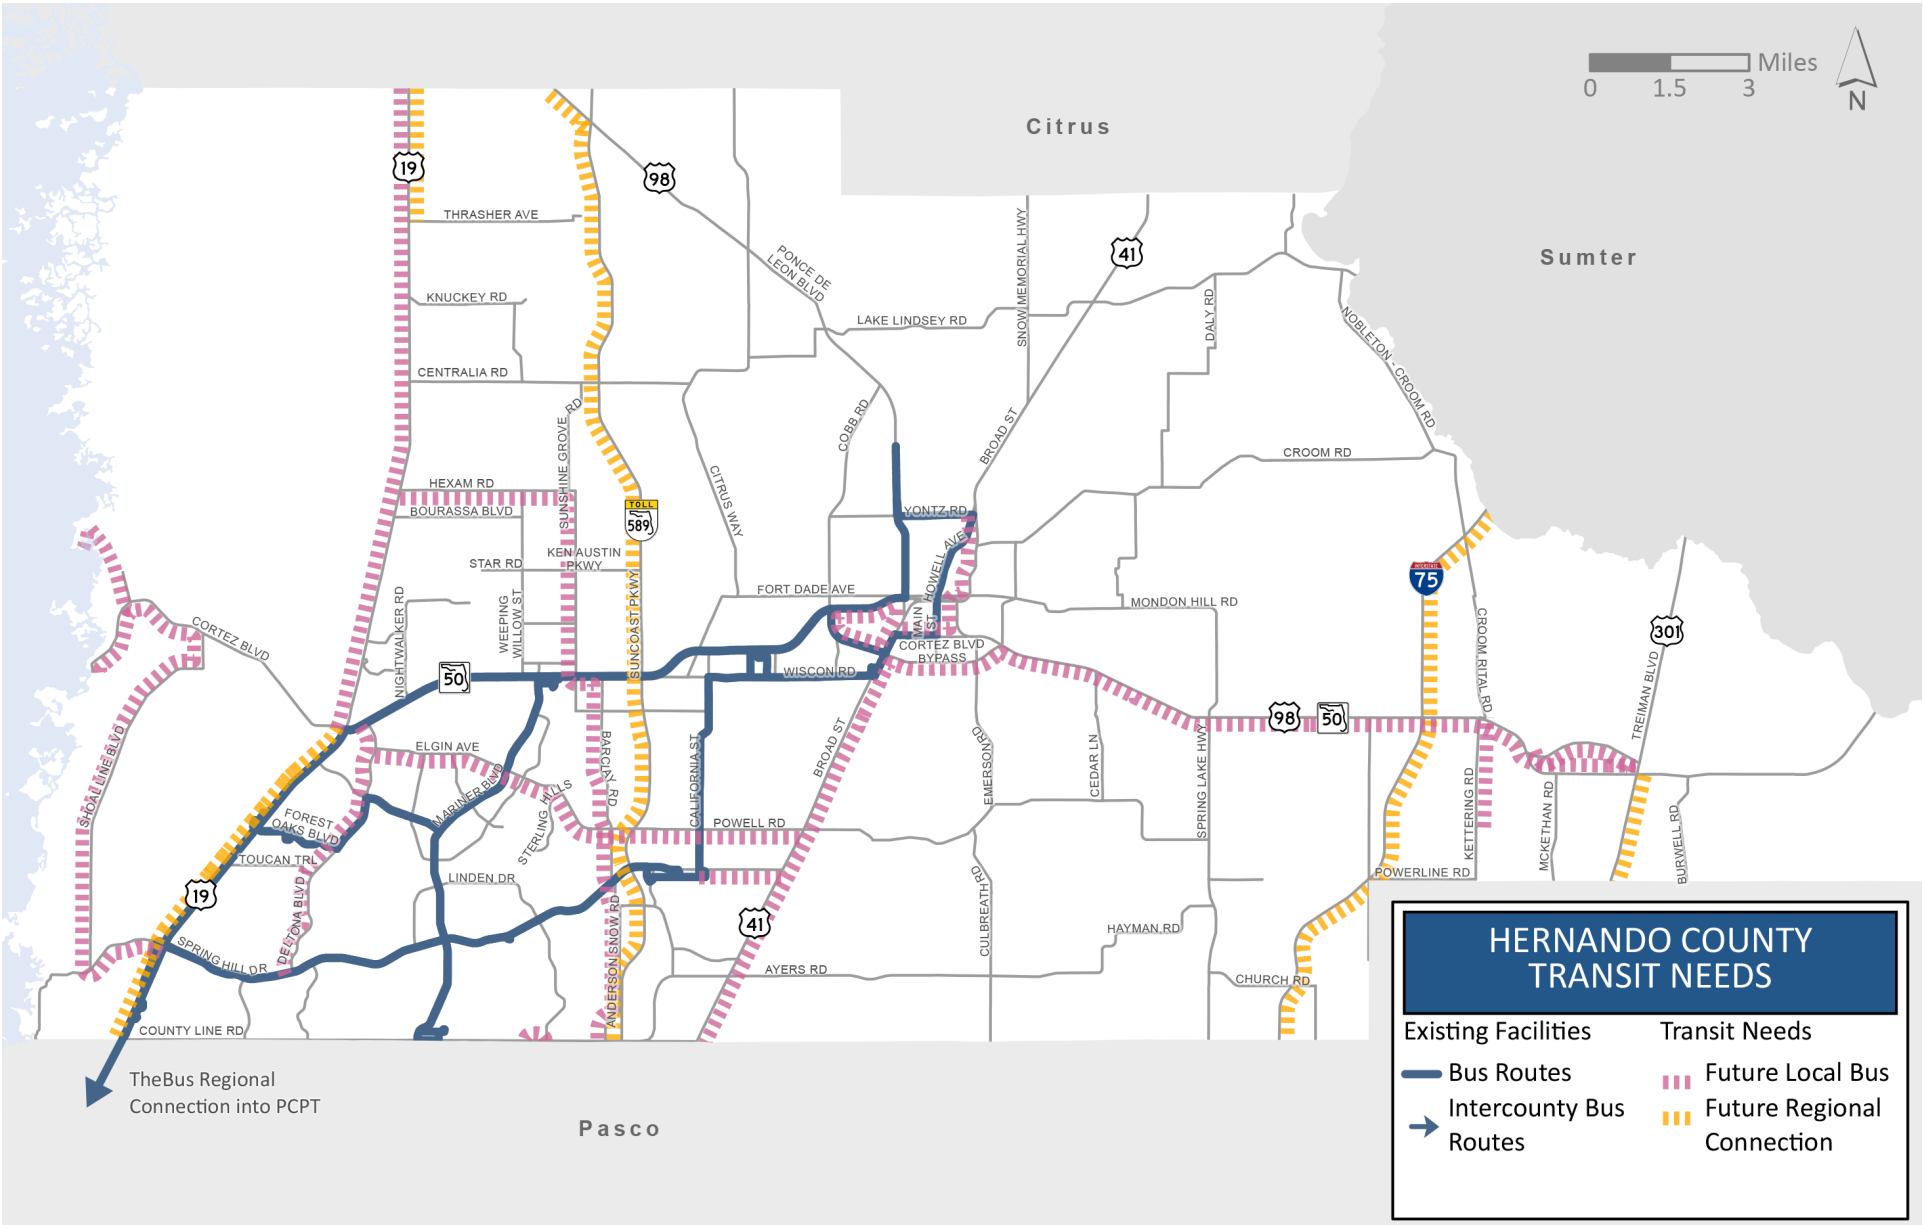 Miles
0 1.5 3
N
Citrus
19
98
Sumter
THRASHER AVE
SNOW MEMORIAL HWY
41
PONCE DE
LEON BLVD
KNUCKEY RD
LAKE LINDSEY RD
DALY RD
NOBLETON - CROOM RD
CENTRALIA RD
SUNSHINE GROVE RD
COBB RD
BROAD ST
CROOM RD
CITRUS WAY
HEXAM RD
BOURASSA BLVD
TOLL
589
YONTZ RD
HOWELL AVE
KEN AUSTIN
PKWY
STAR RD
75
FORT DADE AVE
MONDON HILL RD
NIGHTWALKER RD
WEEPING
WILLOW ST
SUNCOAST PKWY
MAIN
ST
CROOM RITAL RD
301
CORTEZ BLVD
CORTEZ BLVD
BYPASS
WISCON RD
50
TREIMAN BLVD
98
50
SHOAL LINE BLVD
ELGIN AVE
BARCLAY RD
CALIFORNIA ST
BROAD ST
EMERSON RD
CEDAR LN
SPRING LAKE HWY
MARINER BLVD
STERLING HILLS
KETTERING RD
MCKETHAN RD
BURWELL RD
FOREST
OAKS BLVD
POWELL RD
TOUCAN TRL
LINDEN DR
POWERLINE RD
19
DELTONA BLVD
ANDERSON SNOW RD
41
CULBREATH RD
HAYMAN RD
SPRING HILL DR
AYERS RD
CHURCH RD
COUNTY LINE RD
TheBus Regional
Connection into PCPT
Pasco
HERNANDO COUNTY
TRANSIT NEEDS
Existing Facilities
Bus Routes
Intercounty Bus
Routes
Transit Needs
Future Local Bus
Future Regional
Connection